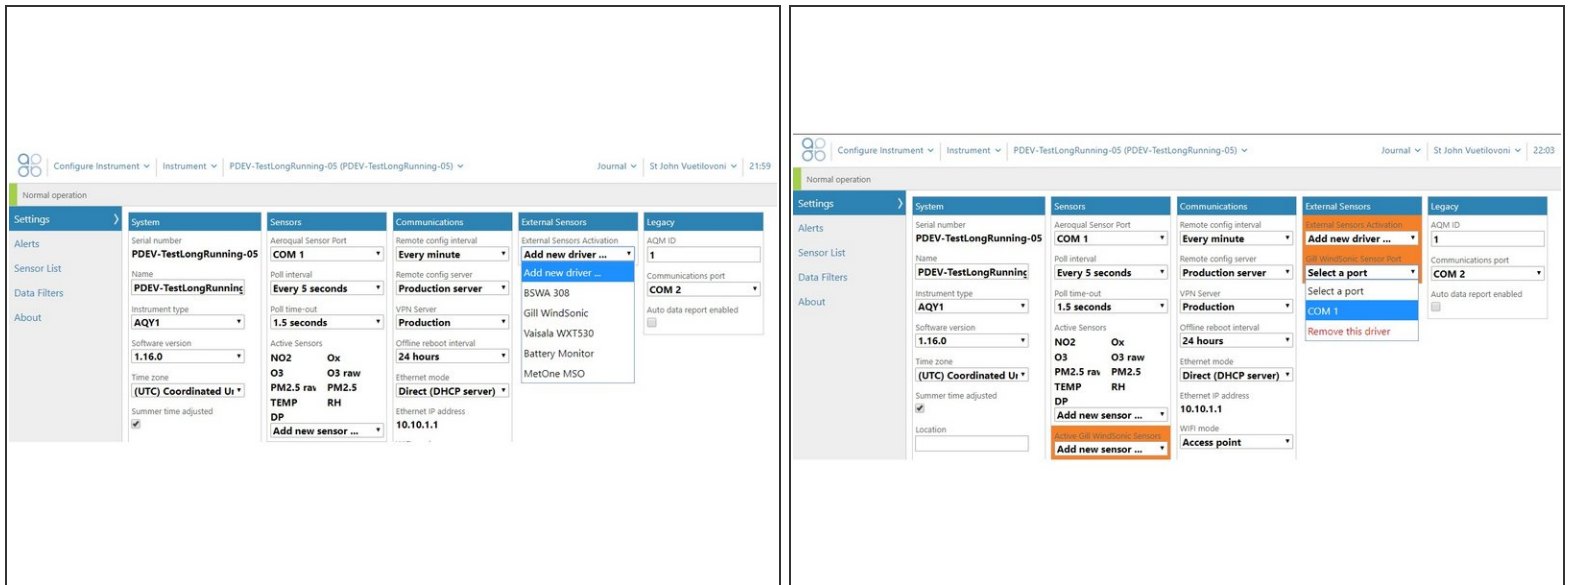 Configure Instrument Instrument PDEV-TestLongRunning-05 (PDEV-TestLongRunning-05) Journal St John Vuetilovoni 21:59
Normal operation
Settings
Alerts
Sensor List
Data Filters
About
System
Serial number
PDEV-TestLongRunning-05
Name
PDEV-TestLongRunning
Instrument type
AQY1
Software version
1.16.0
Time zone
(UTC) Coordinated Ur
Summer time adjusted
Sensors
Aeroqual Sensor Port
COM 1
Poll interval
Every 5 seconds
Poll time-out
1.5 seconds
Active Sensors
NO2 Ox
O3 O3 raw
PM2.5 rav PM2.5
TEMP RH
DP
Add new sensor ...
Communications
Remote config interval
Every minute
Remote config server
Production server
VPN Server
Production
Offline reboot interval
24 hours
Ethernet mode
Direct (DHCP server)
Ethernet IP address
10.10.1.1
External Sensors
External Sensors Activation
Add new driver ...
Add new driver ...
BSWA 308
Gill WindSonic
Vaisala WXT530
Battery Monitor
MetOne MSO
Legacy
AQM ID
1
Communications port
COM 2
Auto data report enabled
Configure Instrument Instrument PDEV-TestLongRunning-05 (PDEV-TestLongRunning-05) Journal St John Vuetilovoni 22:03
Normal operation
Settings
Alerts
Sensor List
Data Filters
About
System
Serial number
PDEV-TestLongRunning-05
Name
PDEV-TestLongRunning
Instrument type
AQY1
Software version
1.16.0
Time zone
(UTC) Coordinated Ur
Summer time adjusted
Location
Sensors
Aeroqual Sensor Port
COM 1
Poll interval
Every 5 seconds
Poll time-out
1.5 seconds
Active Sensors
NO2 Ox
O3 O3 raw
PM2.5 rav PM2.5
TEMP RH
DP
Add new sensor ...
Active Gill WindSonic Sensors
Add new sensor ...
Communications
Remote config interval
Every minute
Remote config server
Production server
VPN Server
Production
Offline reboot interval
24 hours
Ethernet mode
Direct (DHCP server)
Ethernet IP address
10.10.1.1
WIFI mode
Access point
External Sensors
External Sensors Activation
Add new driver ...
Gill WindSonic Sensor Port
Select a port
Select a port
COM 1
Remove this driver
Legacy
AQM ID
1
Communications port
COM 2
Auto data report enabled